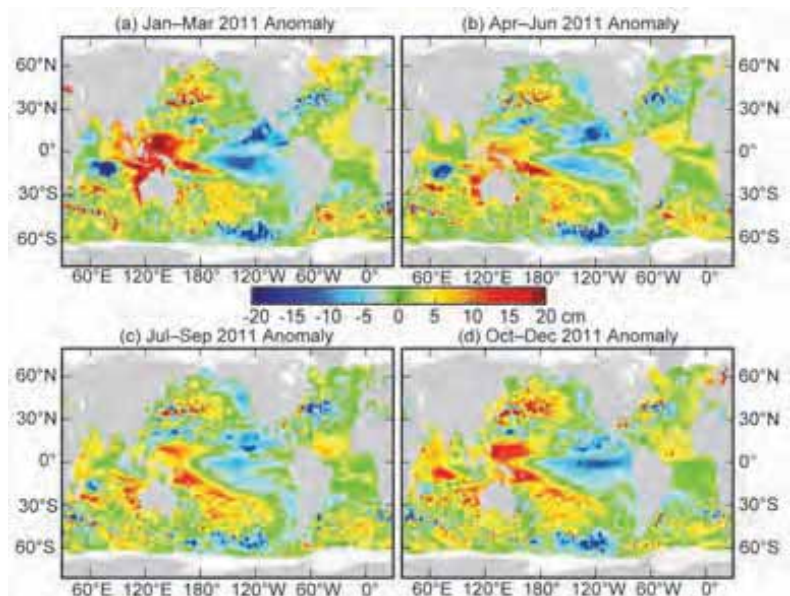 (a) Jan–Mar 2011 Anomaly (b) Apr–Jun 2011 Anomaly
60°N 60°N
30°N 30°N
0° 0°
30°S 30°S
60°S 60°S
60°E 120°E 180° 120°W 60°W 0° 60°E 120°E 180° 120°W 60°W 0°
-20 -15 -10 -5 0 5 10 15 20 cm
(c) Jul–Sep 2011 Anomaly (d) Oct–Dec 2011 Anomaly
60°N 60°N
30°N 30°N
0° 0°
30°S 30°S
60°S 60°S
60°E 120°E 180° 120°W 60°W 0° 60°E 120°E 180° 120°W 60°W 0°